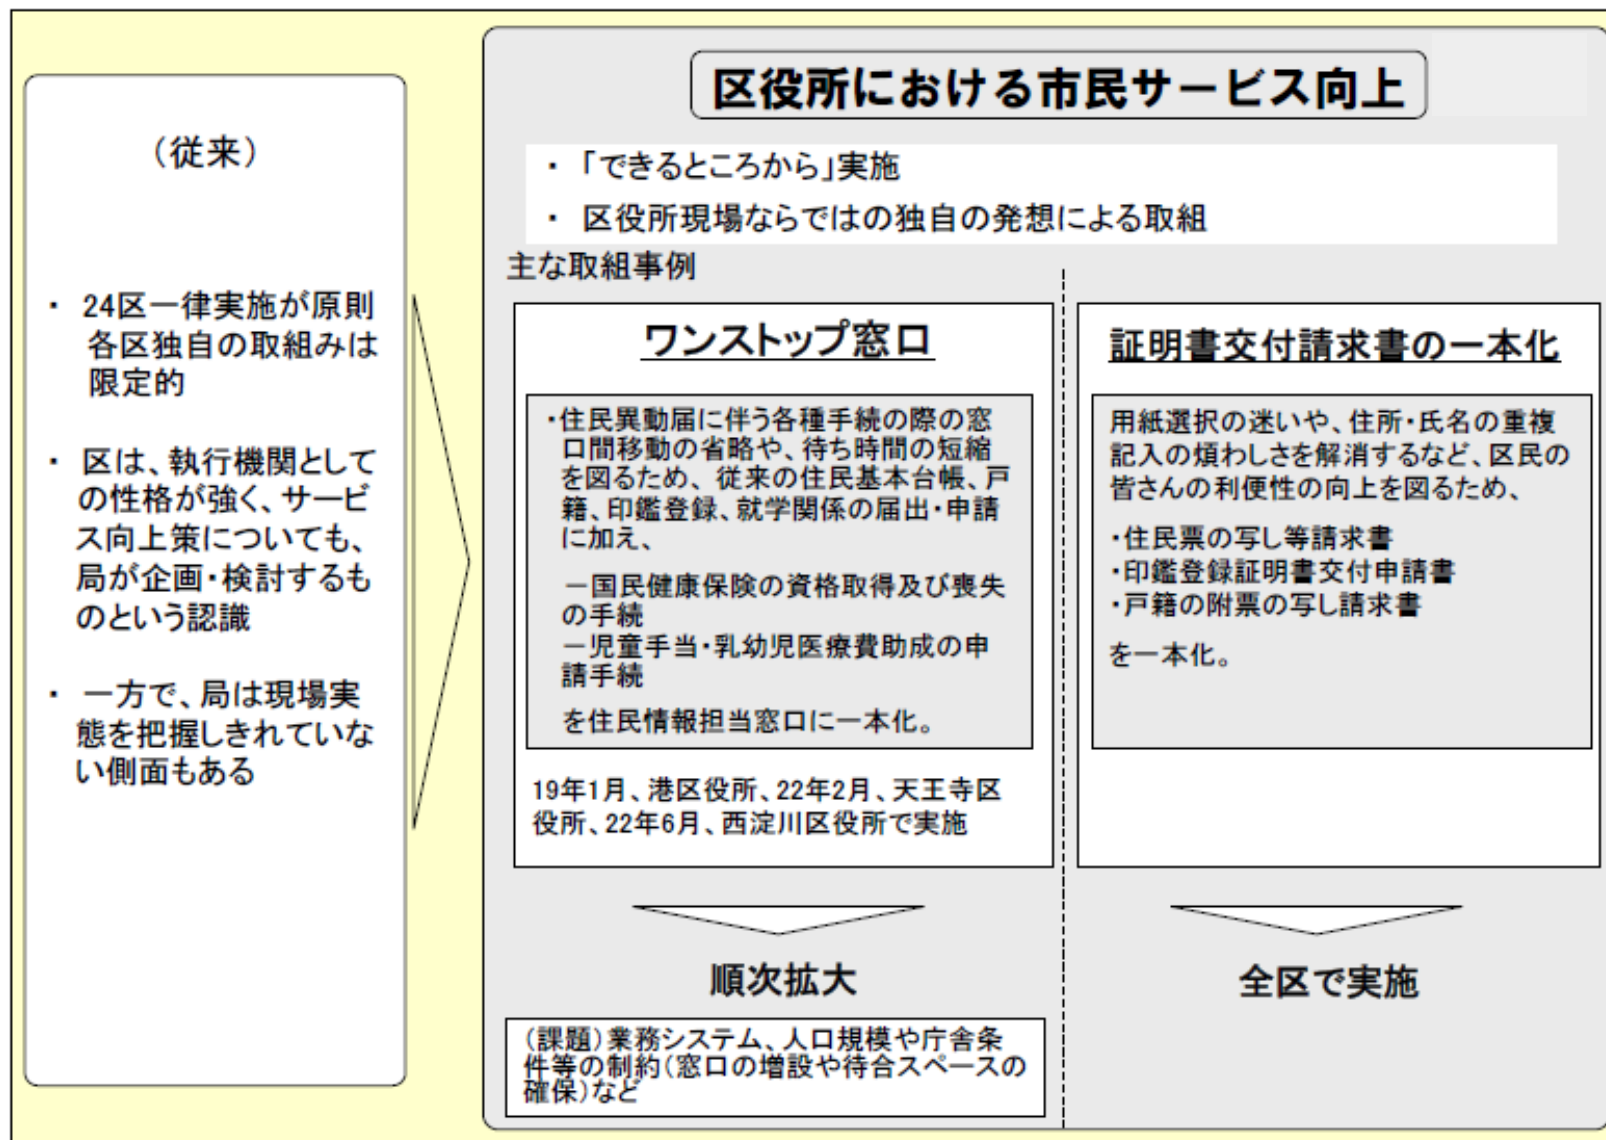 （従来）
・ 24区一律実施が原則
各区独自の取組みは
限定的
・ 区は、執行機関として
の性格が強く、サービ
ス向上策についても、
局が企画・検討するも
のという認識
・ 一方で、局は現場実
態を把握しきれていな
い側面もある
区役所における市民サービス向上
・ 「できるところから」実施
・ 区役所現場ならではの独自の発想による取組
主な取組事例
ワンストップ窓口
・住民異動届に伴う各種手続の際の窓
口間移動の省略や、待ち時間の短縮
を図るため、従来の住民基本台帳、戸
籍、印鑑登録、就学関係の届出・申請
に加え、
－国民健康保険の資格取得及び喪失
の手続
－児童手当・乳幼児医療費助成の申
請手続
を住民情報担当窓口に一本化。
19年1月、港区役所、22年2月、天王寺区
役所、22年6月、西淀川区役所で実施
順次拡大
（課題）業務システム、人口規模や庁舎条
件等の制約（窓口の増設や待合スペースの
確保）など
証明書交付請求書の一本化
用紙選択の迷いや、住所・氏名の重複
記入の煩わしさを解消するなど、区民の
皆さんの利便性の向上を図るため、
・住民票の写し等請求書
・印鑑登録証明書交付申請書
・戸籍の附票の写し請求書
を一本化。
全区で実施